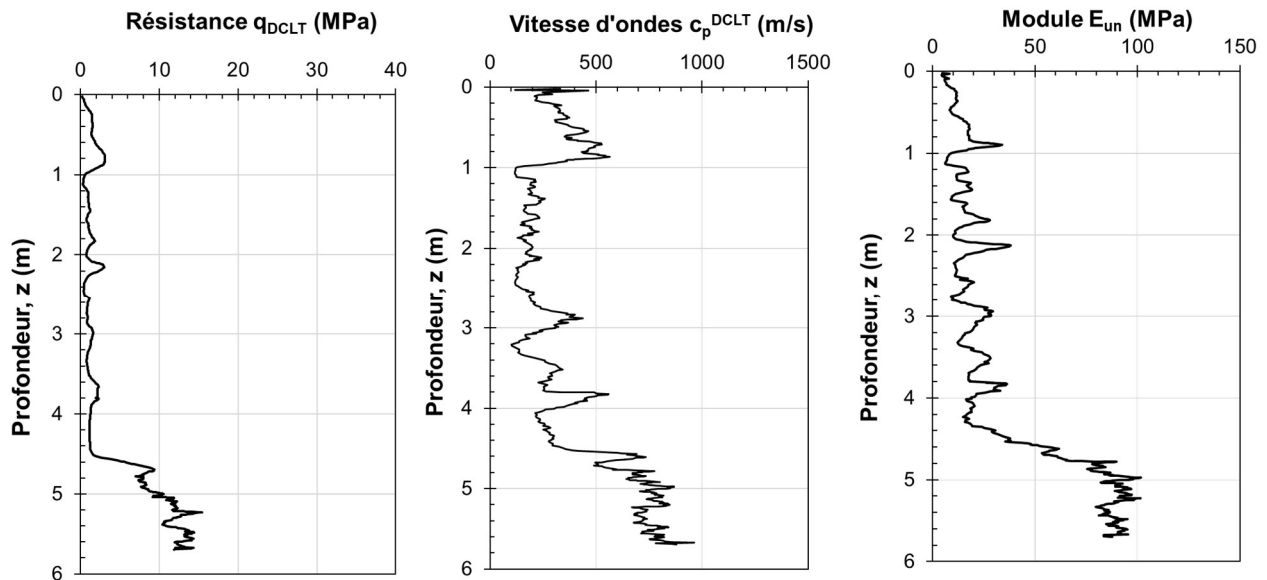 Résistance qDCLT (MPa)
0 10 20 30 40
0
1
2
3
4
5
6
Profondeur, z (m)
Vitesse d'ondes cpDCLT (m/s)
0 500 1000 1500
0
1
2
3
4
5
6
Profondeur, z (m)
Module Eun (MPa)
0 50 100 150
0
1
2
3
4
5
6
Profondeur, z (m)